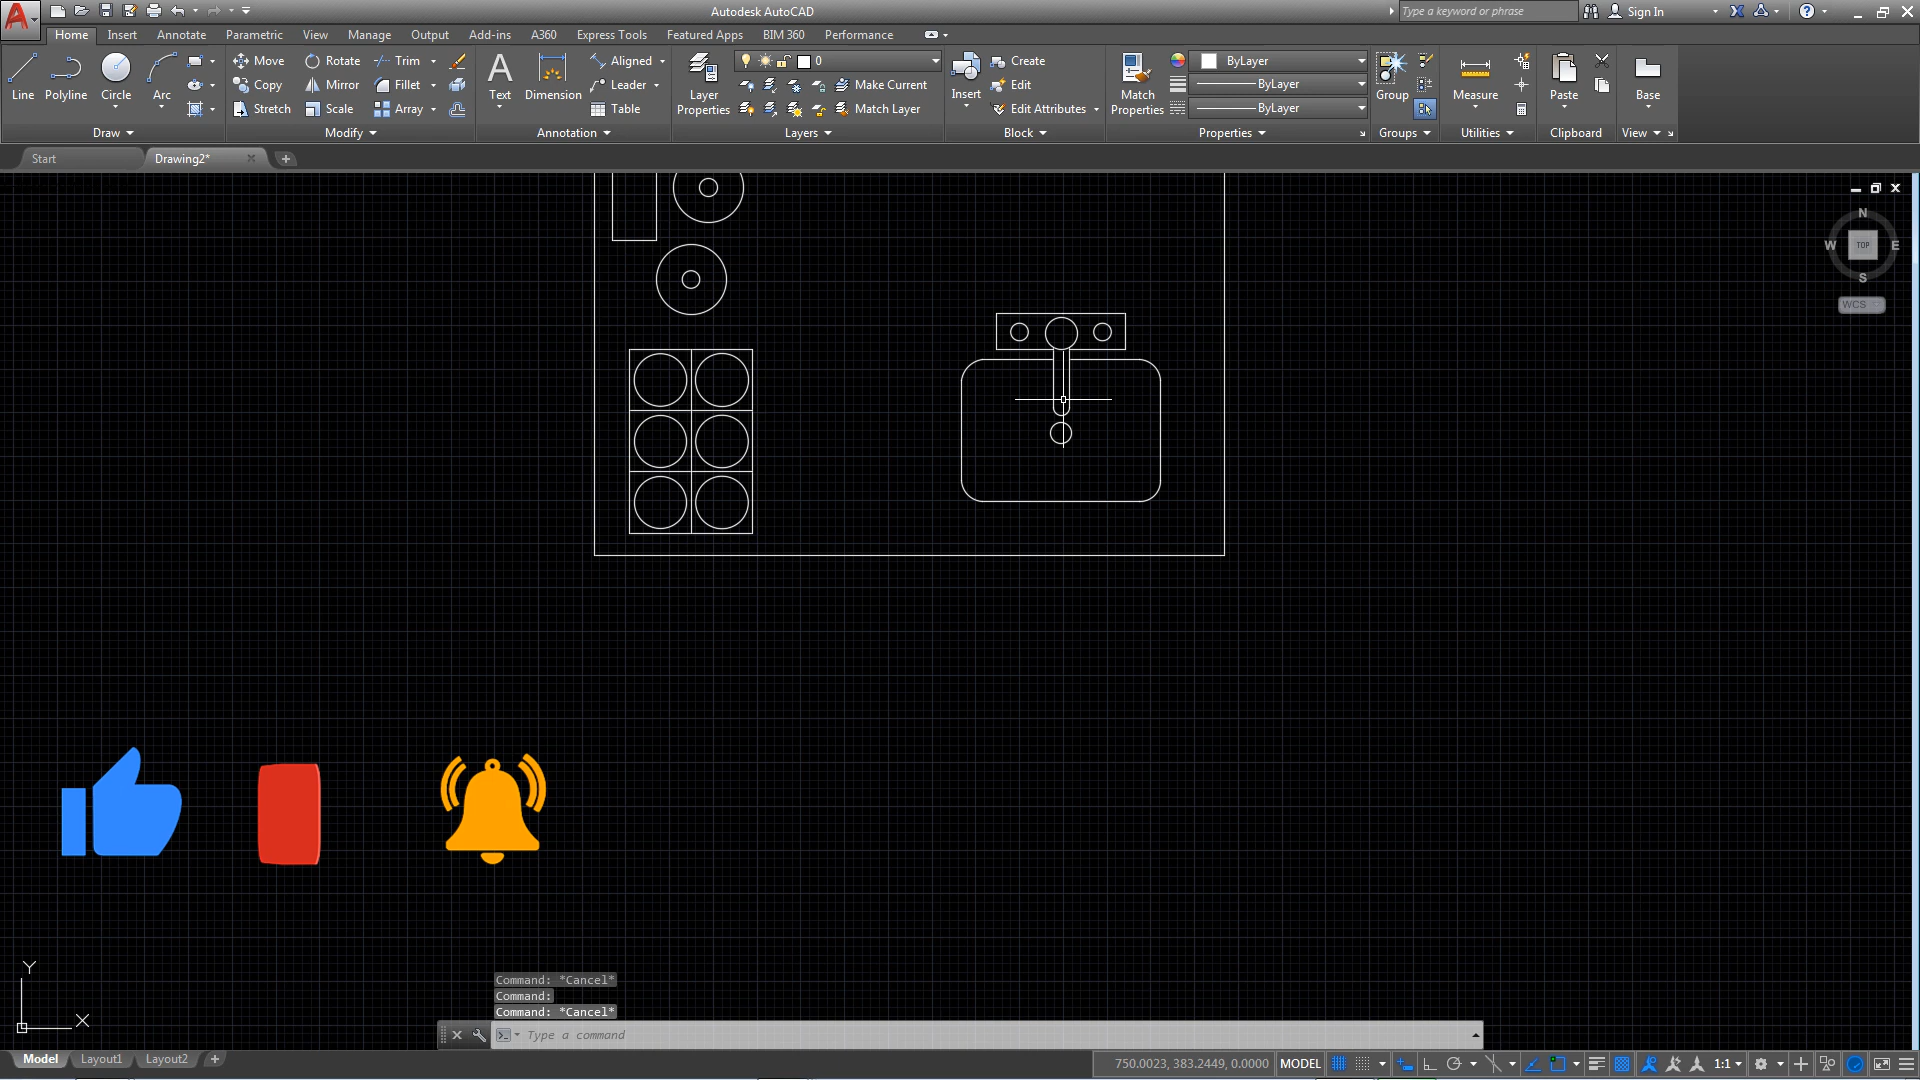 Autodesk AutoCAD
Type a keyword or phrase
Sign In
Home Insert Annotate Parametric View Manage Output Add-ins A360 Express Tools Featured Apps BIM 360 Performance
Line Polyline Circle Arc
Move Rotate Trim
Copy Mirror Fillet
Stretch Scale Array
Text Dimension
Aligned
Leader
Table
Layer Properties
0
Make Current
Match Layer
Insert
Create
Edit
Edit Attributes
Match Properties
ByLayer
ByLayer
ByLayer
Group
Measure
Paste
Base
Draw Modify Annotation Layers Block Properties Groups Utilities Clipboard View
Start Drawing2*
N
W TOP E
S
WCS
Y
X
Command: *Cancel*
Command:
Command: *Cancel*
Type a command
Model Layout1 Layout2
750.0023, 383.2449, 0.0000 MODEL 1:1